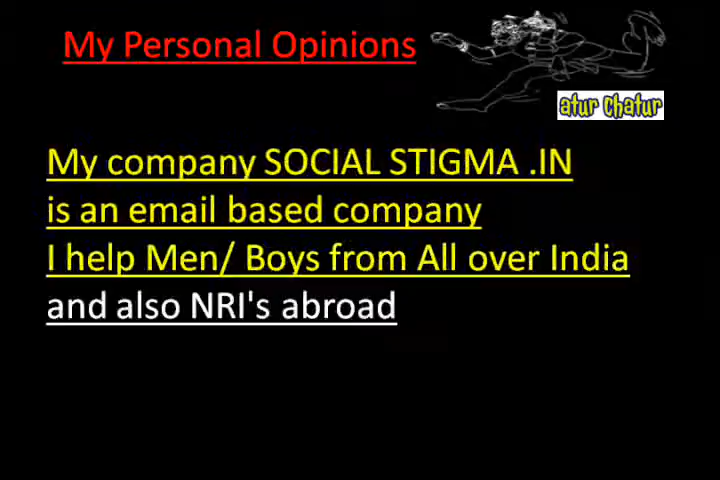 My Personal Opinions
atur chatur
My company SOCIAL STIGMA .IN
is an email based company
I help Men/ Boys from All over India
and also NRI's abroad